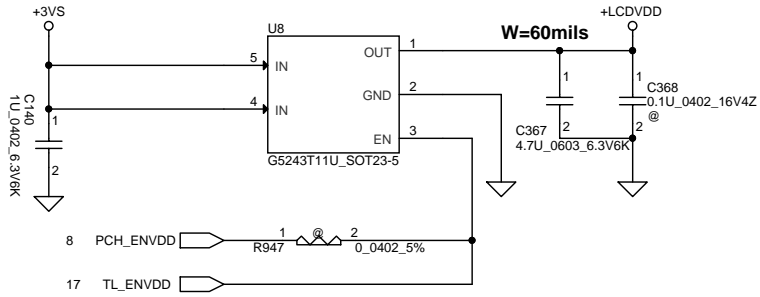 +3VS
U8
+LCDVDD
W=60mils
1
OUT
5
IN
1
1
2
GND
4
IN
C368
0.1U_0402_16V4Z
@
C140
1U_0402_6.3V6K
1
2
3
EN
C367
4.7U_0603_6.3V6K
2
2
G5243T11U_SOT23-5
8 PCH_ENVDD
1
@
2
R947
0_0402_5%
17 TL_ENVDD